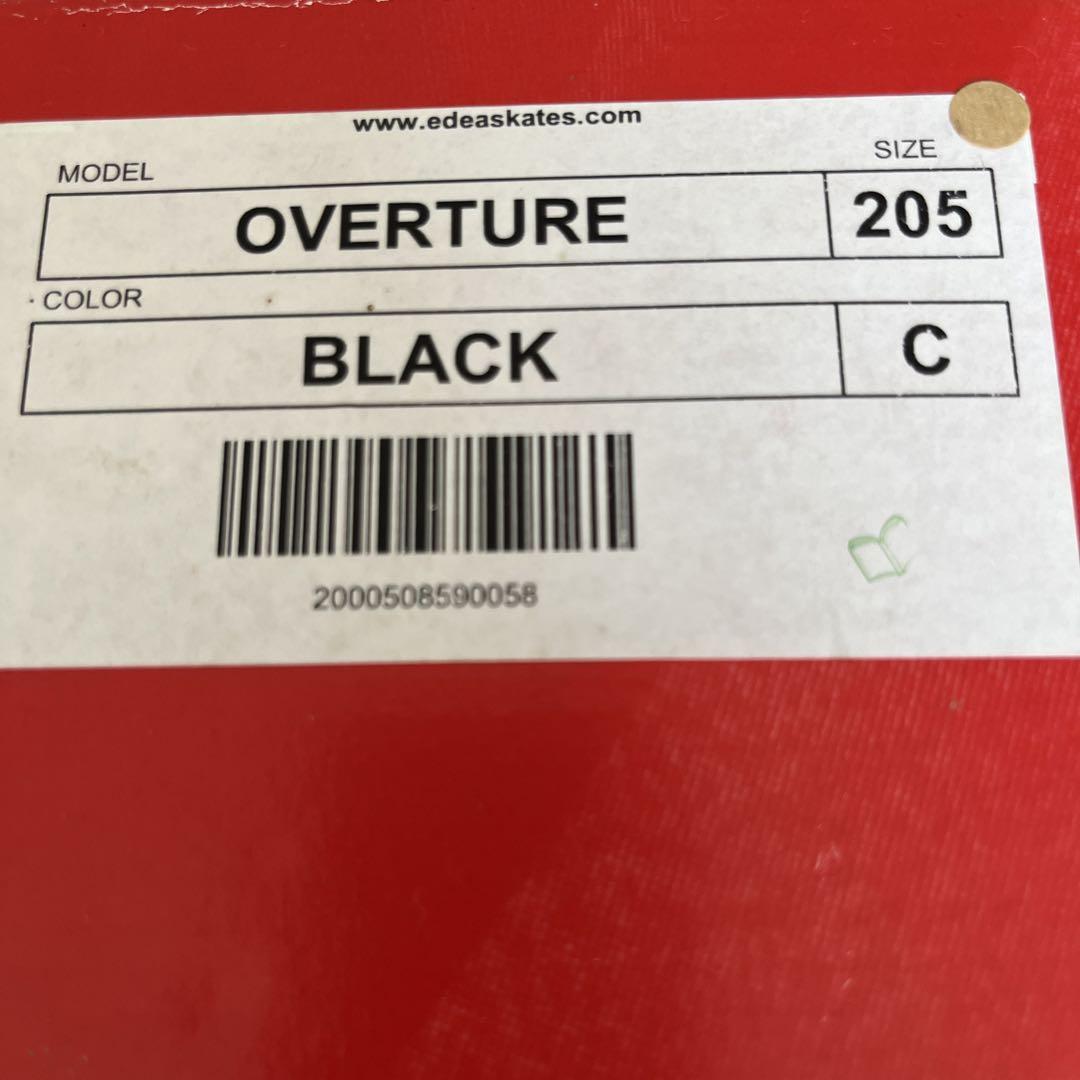 www.edeaskates.com
MODEL SIZE
OVERTURE 205
COLOR
BLACK C
2000508590058